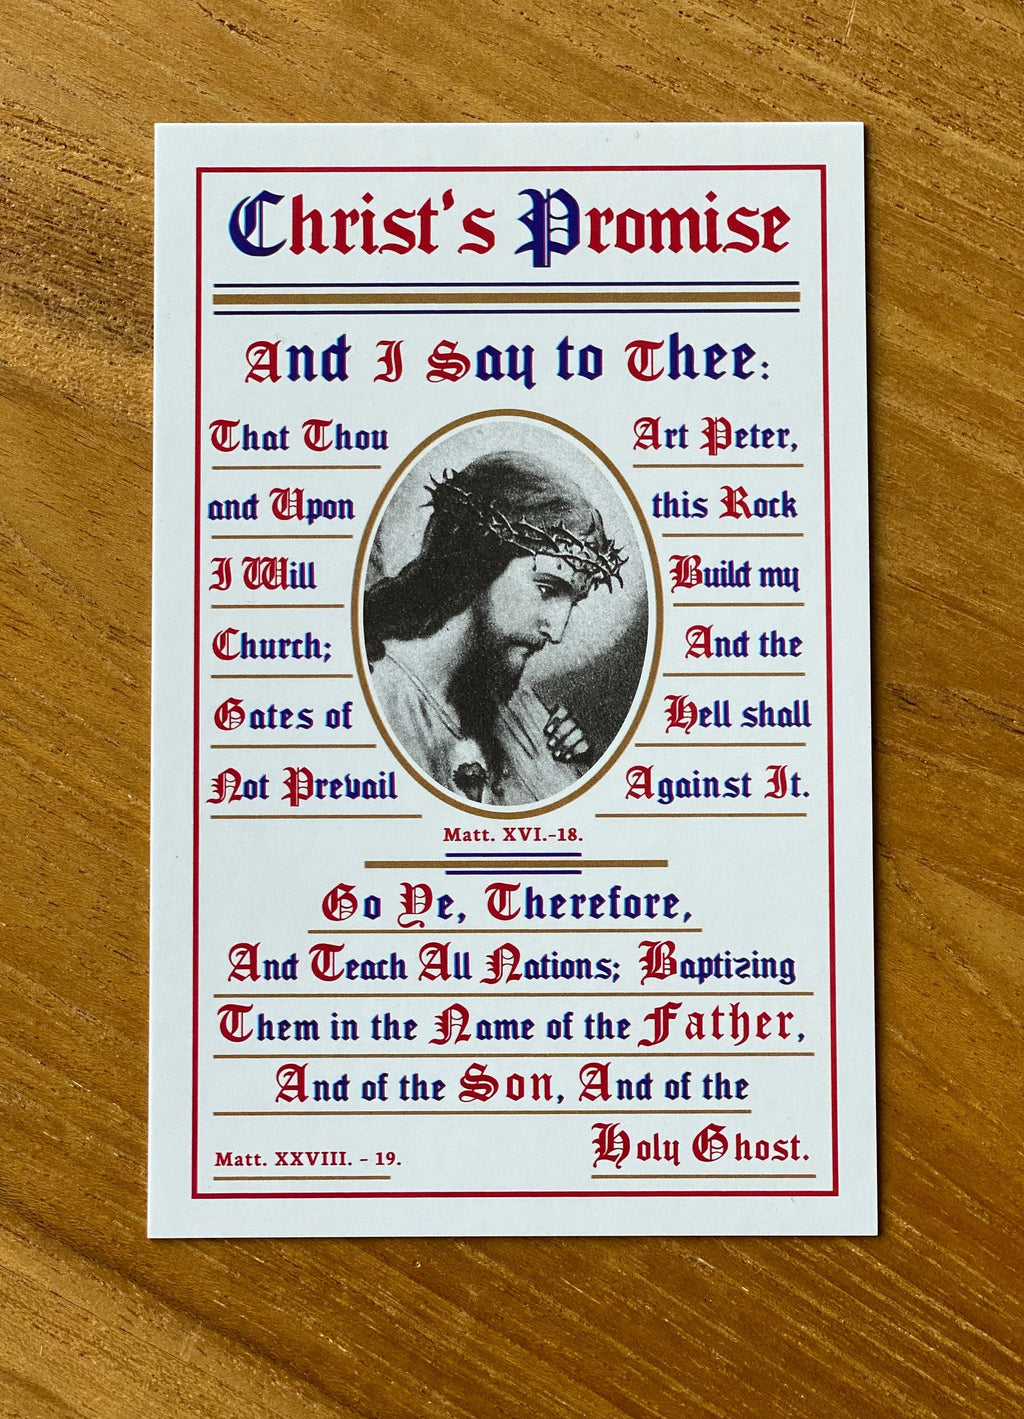 Christ's Promise
And I Say to Thee:
That Thou Art Peter,
and Upon this Rock
I Will Build my
Church; And the
Gates of Hell shall
Not Prevail Against It.
Matt. XVI.-18.
Go Ye, Therefore,
And Teach All Nations; Baptizing
Them in the Name of the Father,
And of the Son, And of the
Holy Ghost.
Matt. XXVIII. - 19.